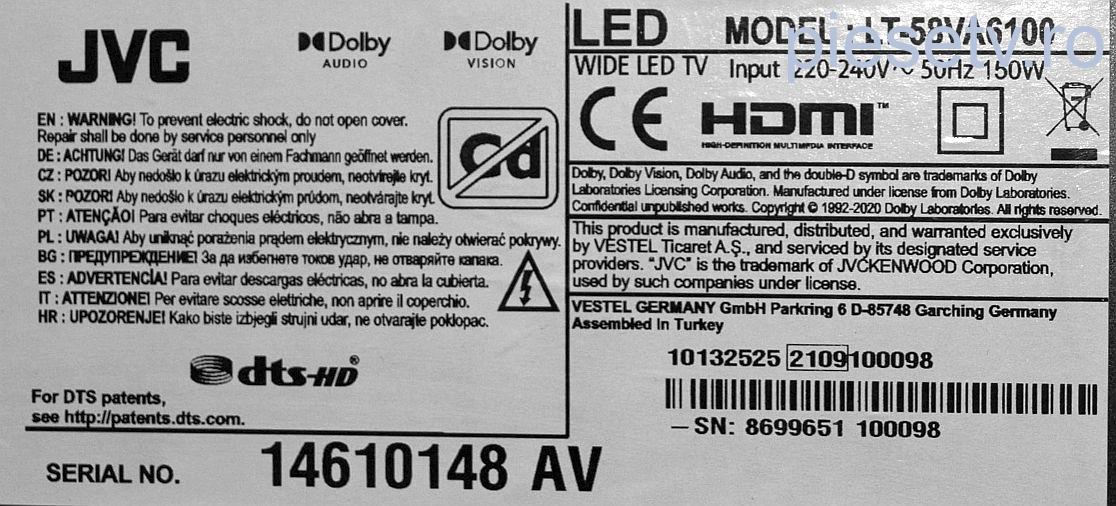 JVC
Dolby
AUDIO
Dolby
VISION
EN : WARNING! To prevent electric shock, do not open cover.
Repair shall be done by service personnel only
DE : ACHTUNG! Das Gerät darf nur von einem Fachmann geöffnet werden.
CZ : POZOR! Aby nedošlo k úrazu elektrickým proudem, neotvírejte kryt.
SK : POZOR! Aby nedošlo k úrazu elektrickým prúdom, neotvárajte kryt.
PT : ATENÇÃO! Para evitar choques eléctricos, não abra a tampa.
PL : UWAGA! Aby uniknąć porażenia prądem elektrycznym, nie należy otwierać pokrywy.
BG : ПРЕДУПРЕЖДЕНИЕ! За да избегнете токов удар, не отваряйте капака.
ES : ADVERTENCIA! Para evitar descargas eléctricas, no abra la cubierta.
IT : ATTENZIONE! Per evitare scosse elettriche, non aprire il coperchio.
HR : UPOZORENJE! Kako biste izbjegli strujni udar, ne otvarajte poklopac.
Cd
dts-HD®
For DTS patents,
see http://patents.dts.com.
SERIAL NO. 14610148 AV
LED MODEL : LT-58VA6100
piesetv.ro
WIDE LED TV Input 220-240V~ 50Hz 150W
CE HDMI™
HIGH-DEFINITION MULTIMEDIA INTERFACE
Dolby, Dolby Vision, Dolby Audio, and the double-D symbol are trademarks of Dolby
Laboratories Licensing Corporation. Manufactured under license from Dolby Laboratories.
Confidential unpublished works. Copyright © 1992-2020 Dolby Laboratories. All rights reserved.
This product is manufactured, distributed, and warranted exclusively
by VESTEL Ticaret A.Ş., and serviced by its designated service
providers. “JVC” is the trademark of JVCKENWOOD Corporation,
used by such companies under license.
VESTEL GERMANY GmbH Parkring 6 D-85748 Garching Germany
Assembled In Turkey
10132525 2109 100098
– SN: 8699651 100098